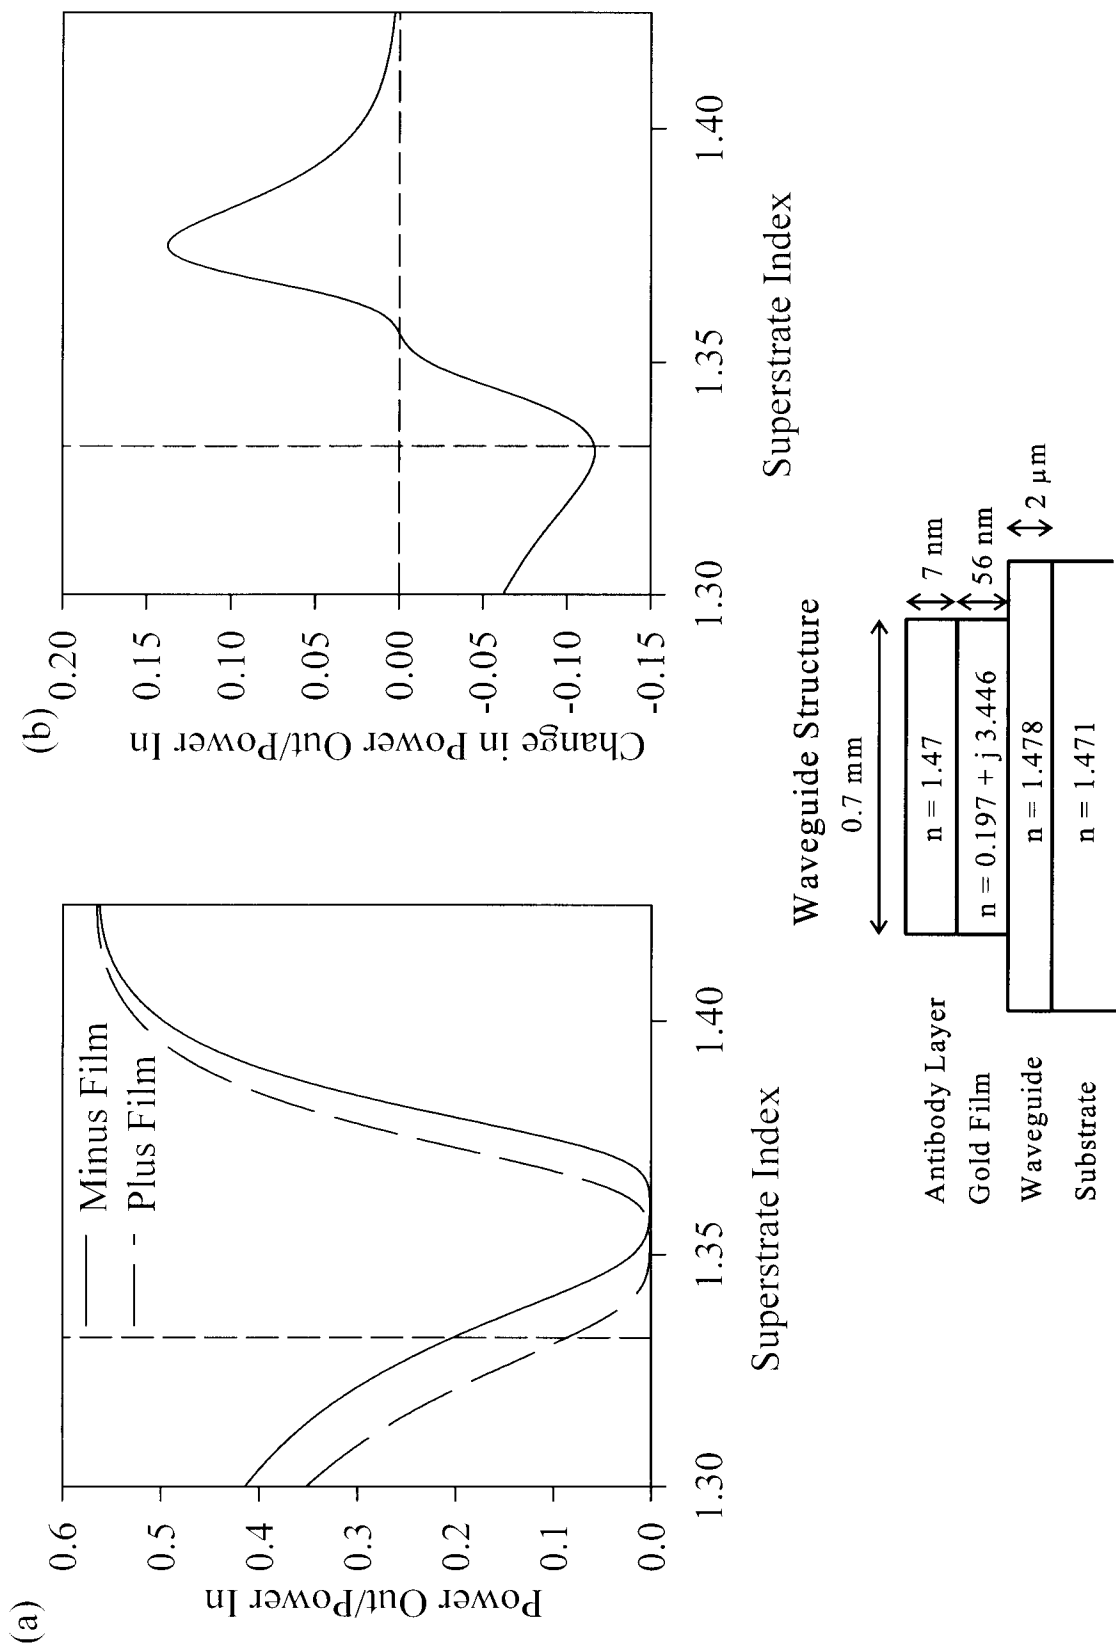 (a)
Power Out/Power In
0.6
0.5
0.4
0.3
0.2
0.1
0.0
Minus Film
Plus Film
1.30
1.35
1.40
Superstrate Index
(b)
Change in Power Out/Power In
0.20
0.15
0.10
0.05
0.00
-0.05
-0.10
-0.15
1.30
1.35
1.40
Superstrate Index
Waveguide Structure
0.7 mm
Antibody Layer
n = 1.47
7 nm
Gold Film
n = 0.197 + j 3.446
56 nm
Waveguide
n = 1.478
2 μm
Substrate
n = 1.471